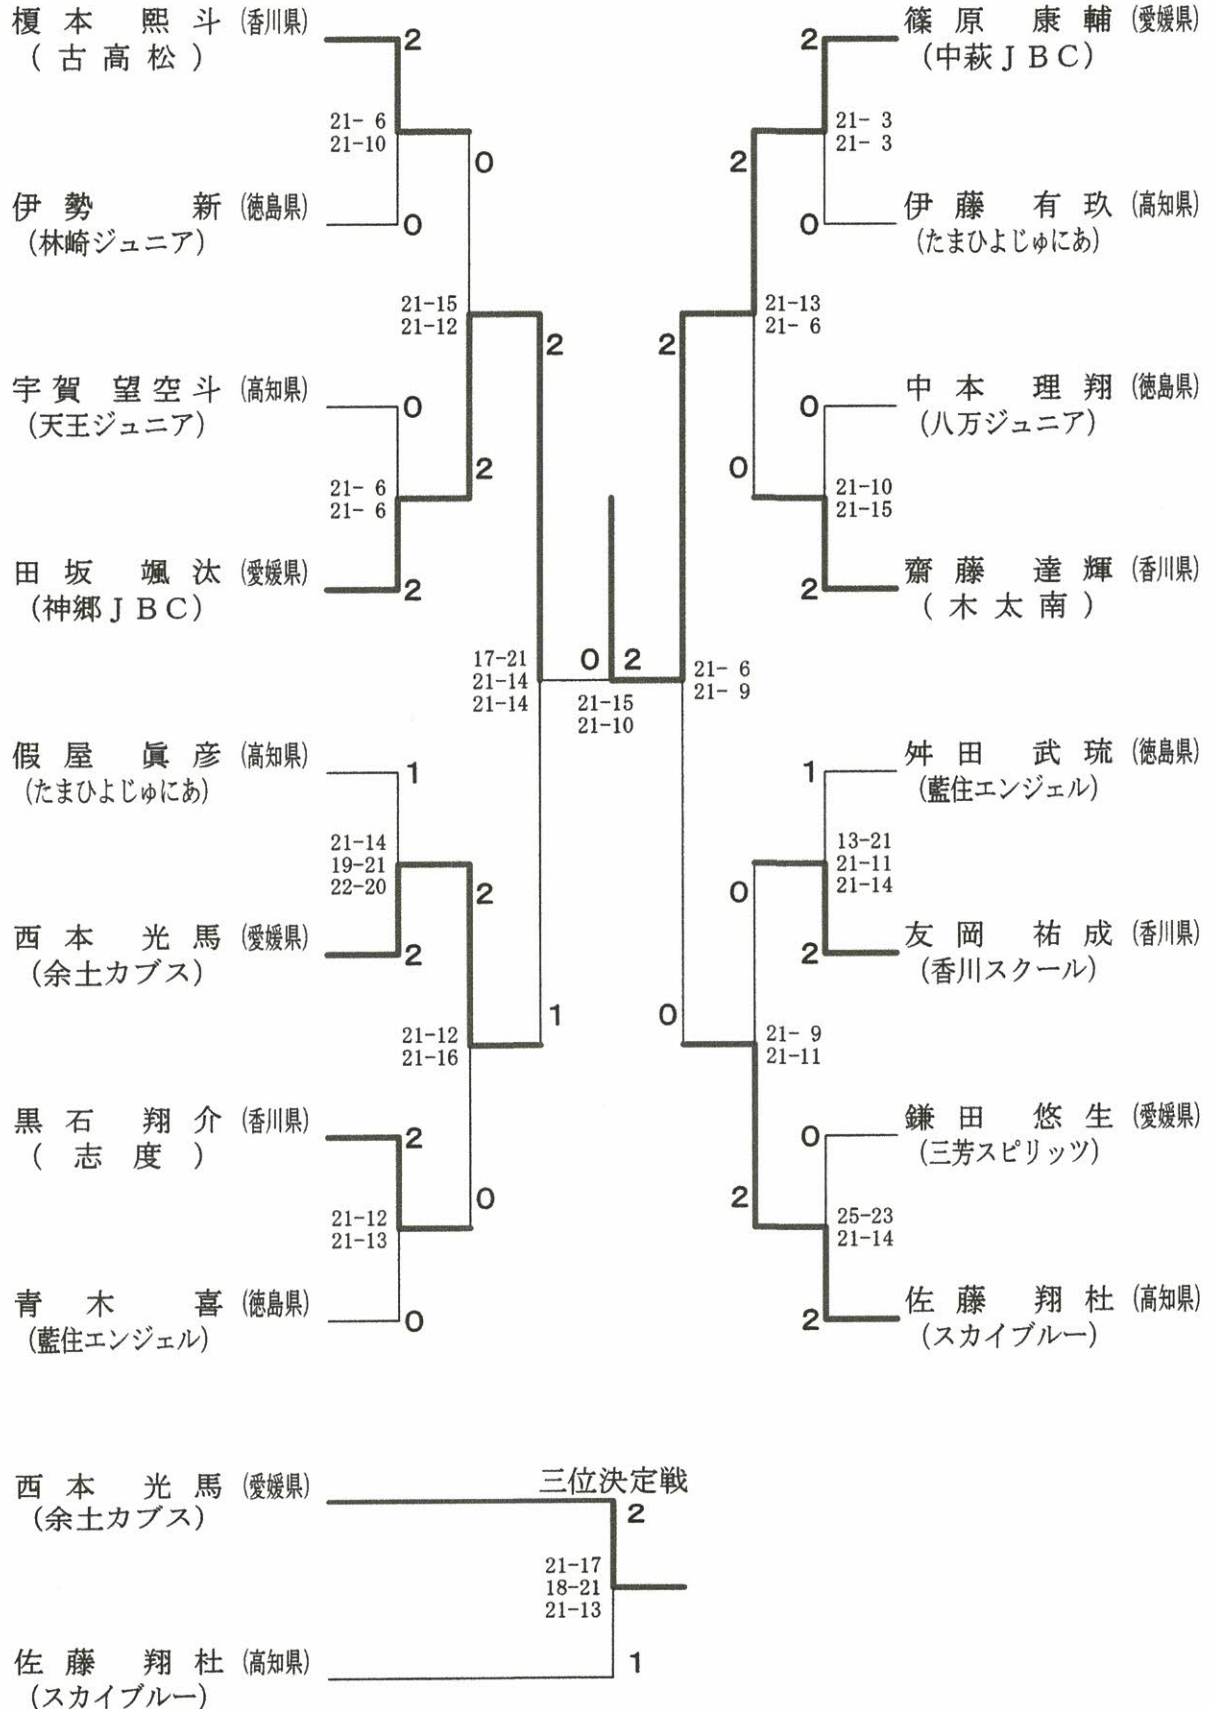 榎本 熙斗 (香川県)
(古高松)
2
21- 6
21-10
0
伊勢 新 (徳島県)
(林崎ジュニア)
0
21-15
21-12
2
宇賀 望空斗 (高知県)
(天王ジュニア)
0
21- 6
21- 6
2
田坂 颯汰 (愛媛県)
(神郷JBC)
2
17-21
21-14
21-14
假屋 眞彦 (高知県)
(たまひよじゅにあ)
1
21-14
19-21
22-20
2
西本 光馬 (愛媛県)
(余土カブス)
2
21-12
21-16
1
黒石 翔介 (香川県)
(志度)
2
21-12
21-13
0
青木 喜 (徳島県)
(藍住エンジェル)
0
0 2
21-15
21-10
篠原 康輔 (愛媛県)
(中萩JBC)
2
21- 3
21- 3
2
伊藤 有玖 (高知県)
(たまひよじゅにあ)
0
21-13
21- 6
2
中本 理翔 (徳島県)
(八万ジュニア)
0
21-10
21-15
0
齋藤 達輝 (香川県)
(木太南)
2
21- 6
21- 9
舛田 武琉 (徳島県)
(藍住エンジェル)
1
13-21
21-11
21-14
0
友岡 祐成 (香川県)
(香川スクール)
2
21- 9
21-11
0
鎌田 悠生 (愛媛県)
(三芳スピリッツ)
0
25-23
21-14
2
佐藤 翔杜 (高知県)
(スカイブルー)
2
三位決定戦
西本 光馬 (愛媛県)
(余土カブス)
2
21-17
18-21
21-13
佐藤 翔杜 (高知県)
(スカイブルー)
1